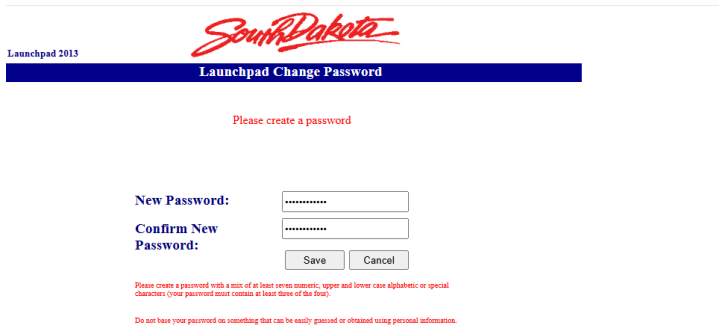 South Dakota
Launchpad 2013
Launchpad Change Password
Please create a password
New Password:
••••••••••••
Confirm New
Password:
••••••••••••
Save Cancel
Please create a password with a mix of at least seven numeric, upper and lower case alphabetic or special
characters (your password must contain at least three of the four).
Do not base your password on something that can be easily guessed or obtained using personal information.